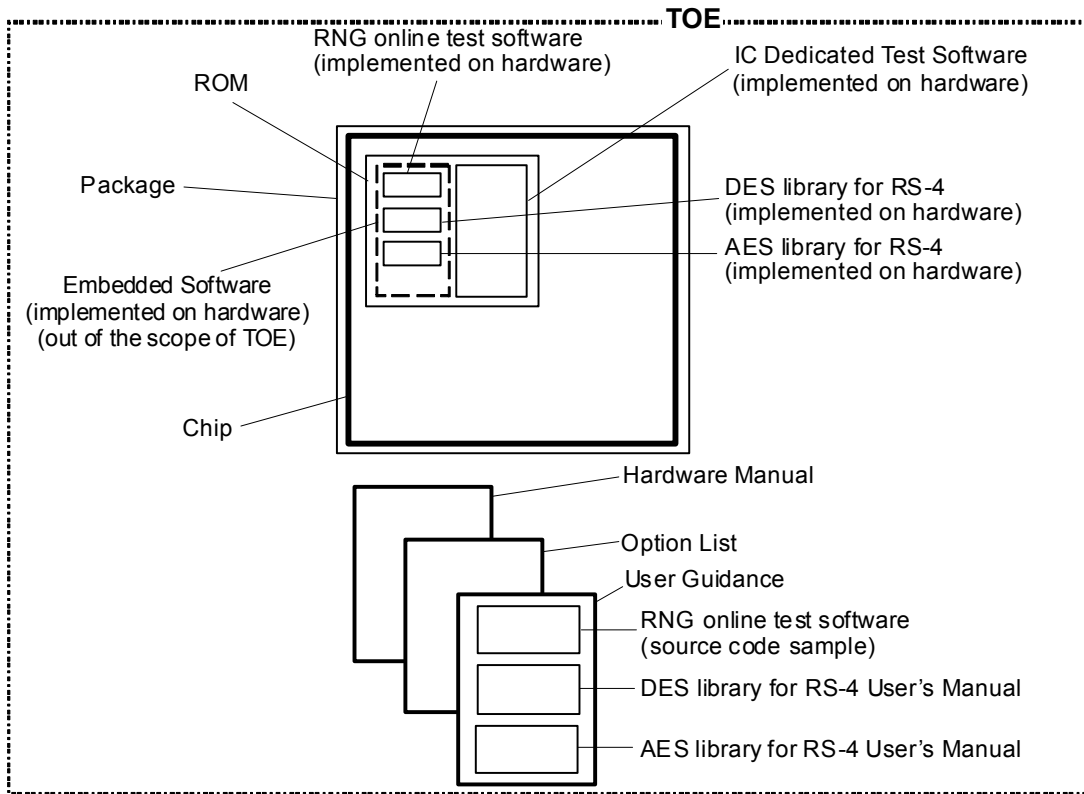 TOE
RNG online test software
(implemented on hardware)
IC Dedicated Test Software
(implemented on hardware)
ROM
Package
DES library for RS-4
(implemented on hardware)
AES library for RS-4
(implemented on hardware)
Embedded Software
(implemented on hardware)
(out of the scope of TOE)
Chip
Hardware Manual
Option List
User Guidance
RNG online test software
(source code sample)
DES library for RS-4 User's Manual
AES library for RS-4 User's Manual